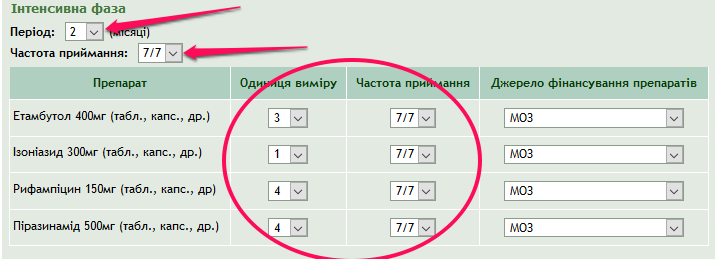 Інтенсивна фаза
Період: 2 (місяці)
Частота приймання: 7/7
Препарат Одиниця виміру Частота приймання Джерело фінансування препаратів
Етамбутол 400мг (табл., капс., др.) 3 7/7 МОЗ
Ізоніазид 300мг (табл., капс., др.) 1 7/7 МОЗ
Рифампіцин 150мг (табл., капс., др) 4 7/7 МОЗ
Піразинамід 500мг (табл., капс., др.) 4 7/7 МОЗ